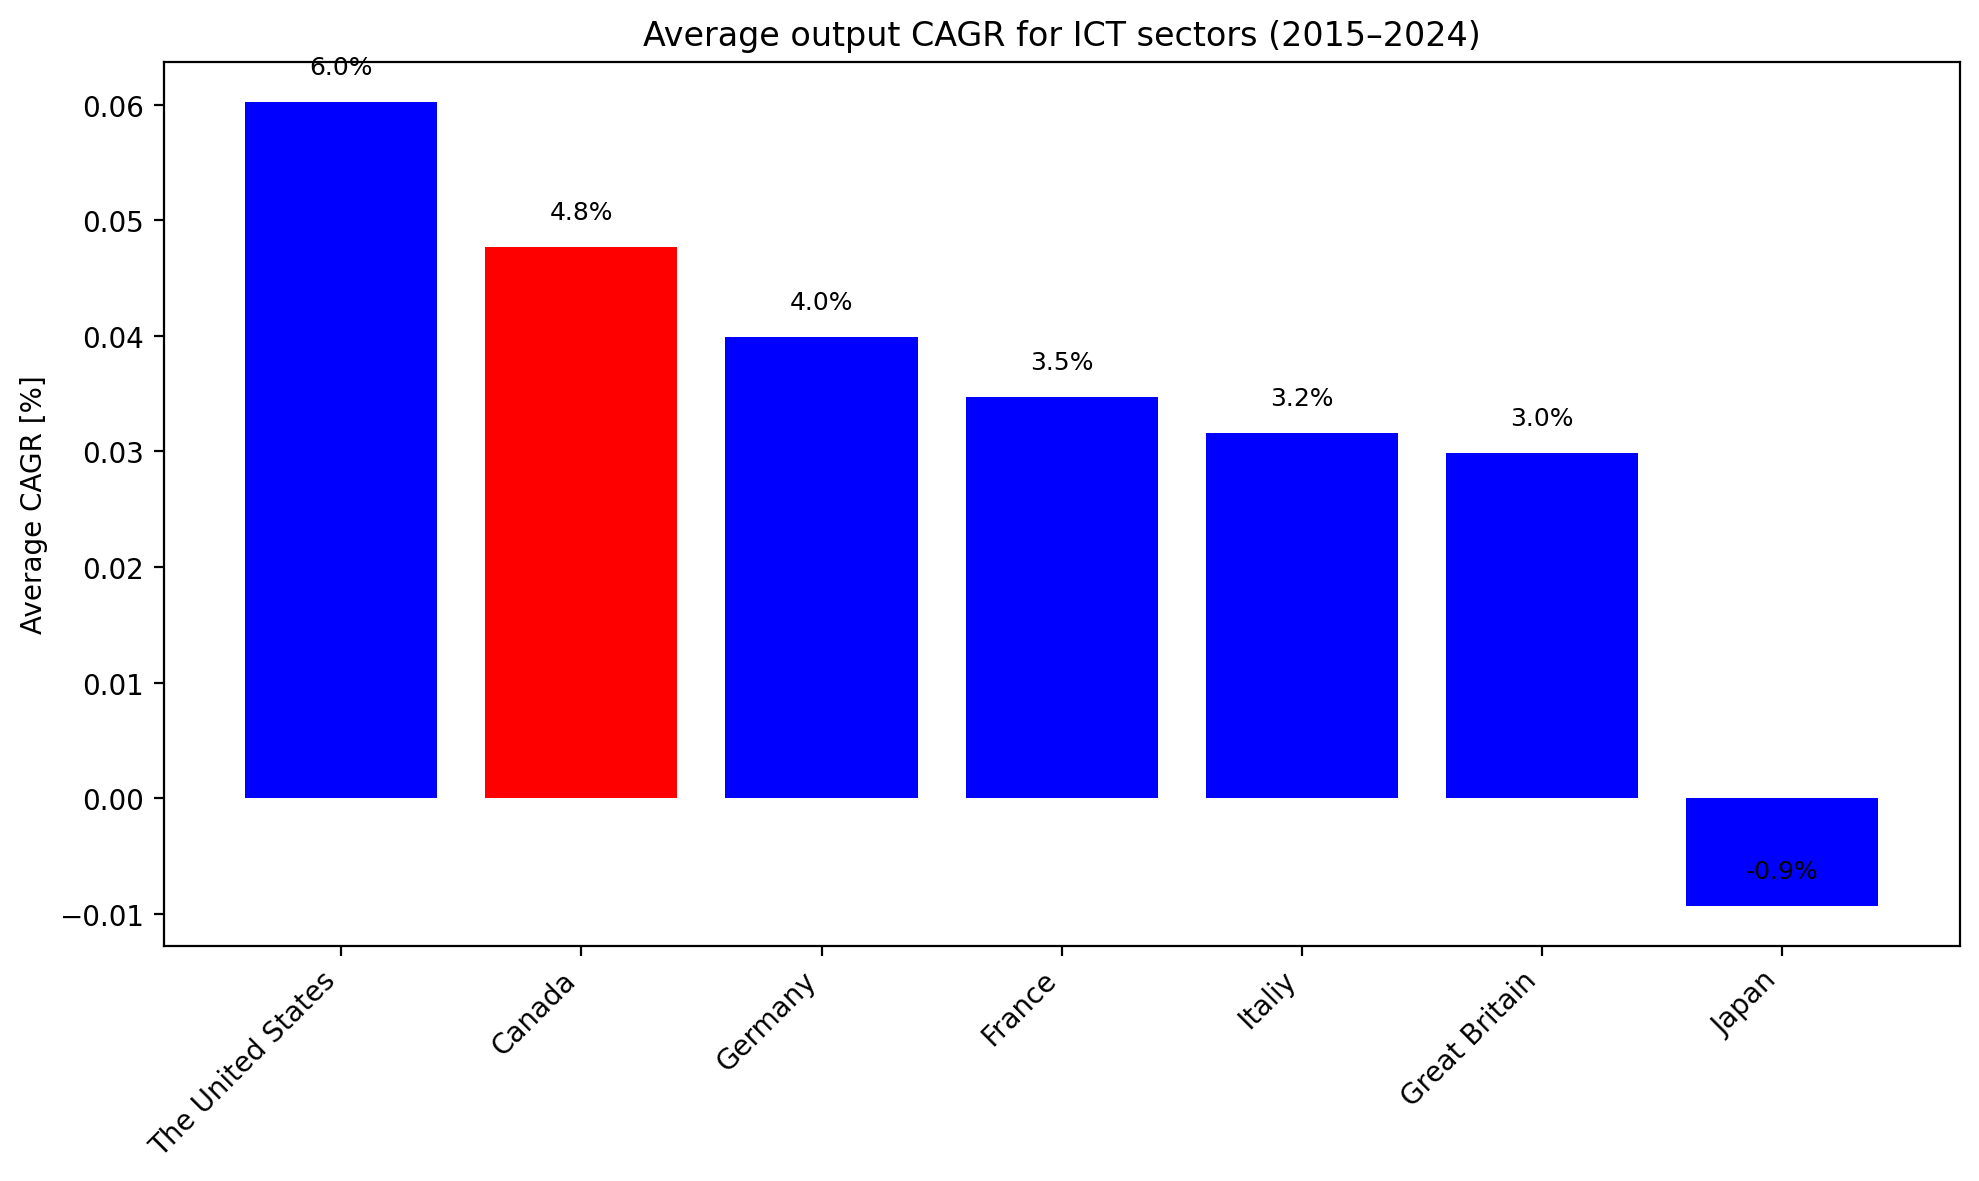 Average output CAGR for ICT sectors (2015–2024)
Average CAGR [%]
0.06
0.05
0.04
0.03
0.02
0.01
0.00
−0.01
6.0%
4.8%
4.0%
3.5%
3.2%
3.0%
-0.9%
The United States
Canada
Germany
France
Italiy
Great Britain
Japan